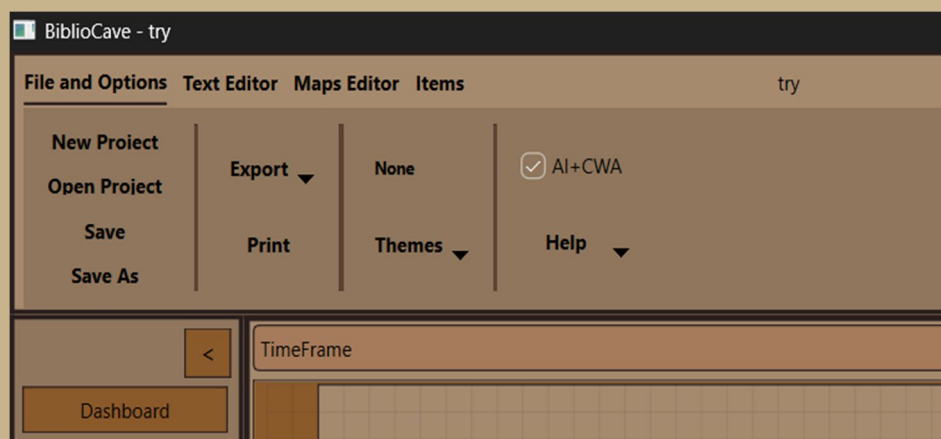 BiblioCave - try
File and Options Text Editor Maps Editor Items try
New Project
Open Project
Save
Save As
Export
Print
None
Themes
AI+CWA
Help
<
TimeFrame
Dashboard